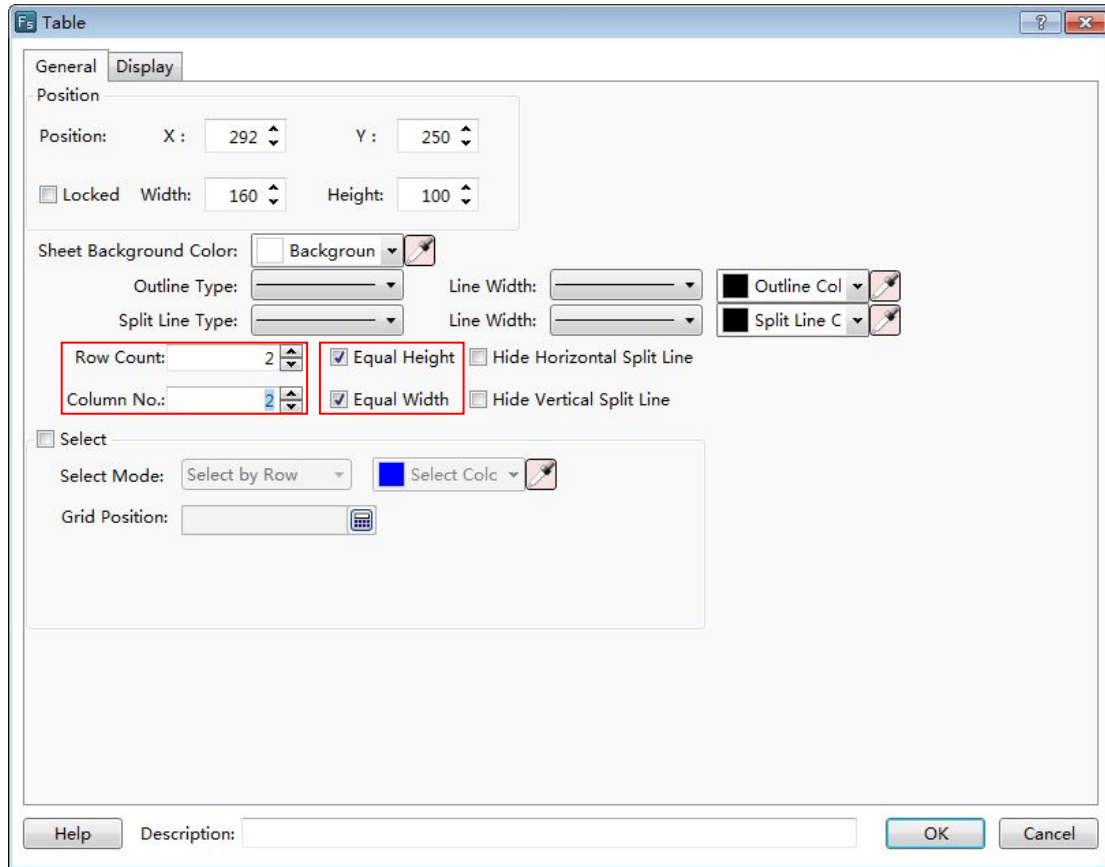 Fs Table
General Display
Position
Position: X : 292 Y : 250
Locked Width: 160 Height: 100
Sheet Background Color: Backgroun
Outline Type: Line Width: Outline Col
Split Line Type: Line Width: Split Line C
Row Count: 2 Equal Height Hide Horizontal Split Line
Column No.: 2 Equal Width Hide Vertical Split Line
Select
Select Mode: Select by Row Select Colc
Grid Position:
Help Description: OK Cancel